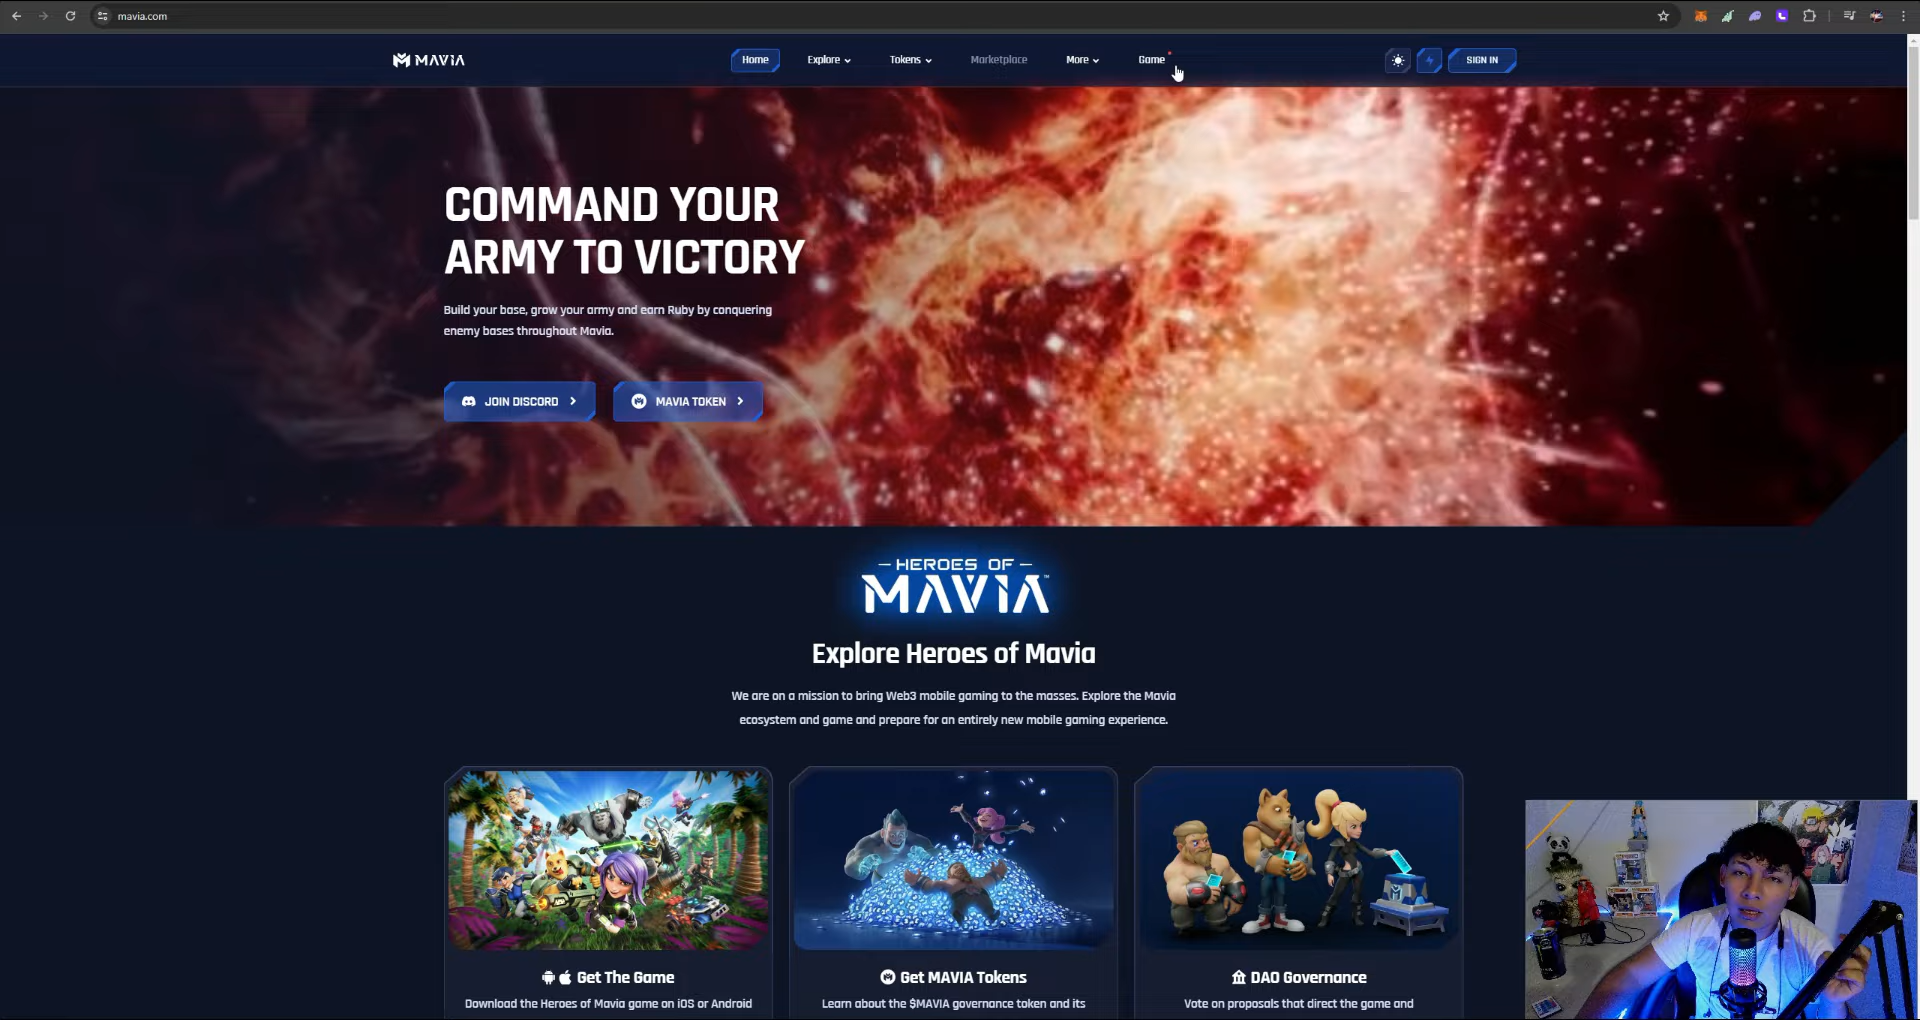 mavia.com
MAVIA
Home
Explore
Tokens
Marketplace
More
Game
SIGN IN
COMMAND YOUR
ARMY TO VICTORY
Build your base, grow your army and earn Ruby by conquering
enemy bases throughout Mavia.
JOIN DISCORD
MAVIA TOKEN
HEROES OF
MAVIA™
Explore Heroes of Mavia
We are on a mission to bring Web3 mobile gaming to the masses. Explore the Mavia
ecosystem and game and prepare for an entirely new mobile gaming experience.
Get The Game
Download the Heroes of Mavia game on iOS or Android
Get MAVIA Tokens
Learn about the $MAVIA governance token and its
DAO Governance
Vote on proposals that direct the game and